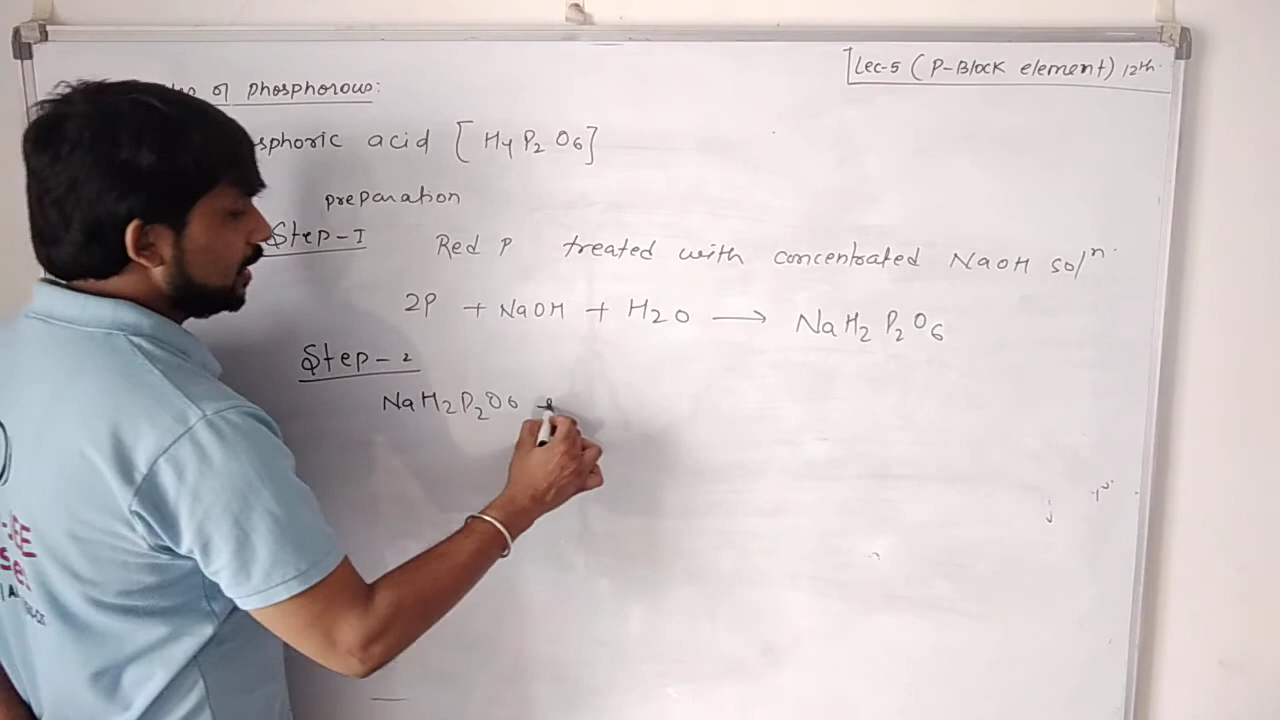 Lec-5 (P-Block element) 12th.
of phosphorous:
sphoric acid [H4P2O6]
preparation
Step-I Red P treated with concentrated NaOH solⁿ.
2P + NaOH + H2O → NaH2P2O6
Step-2
NaH2P2O6